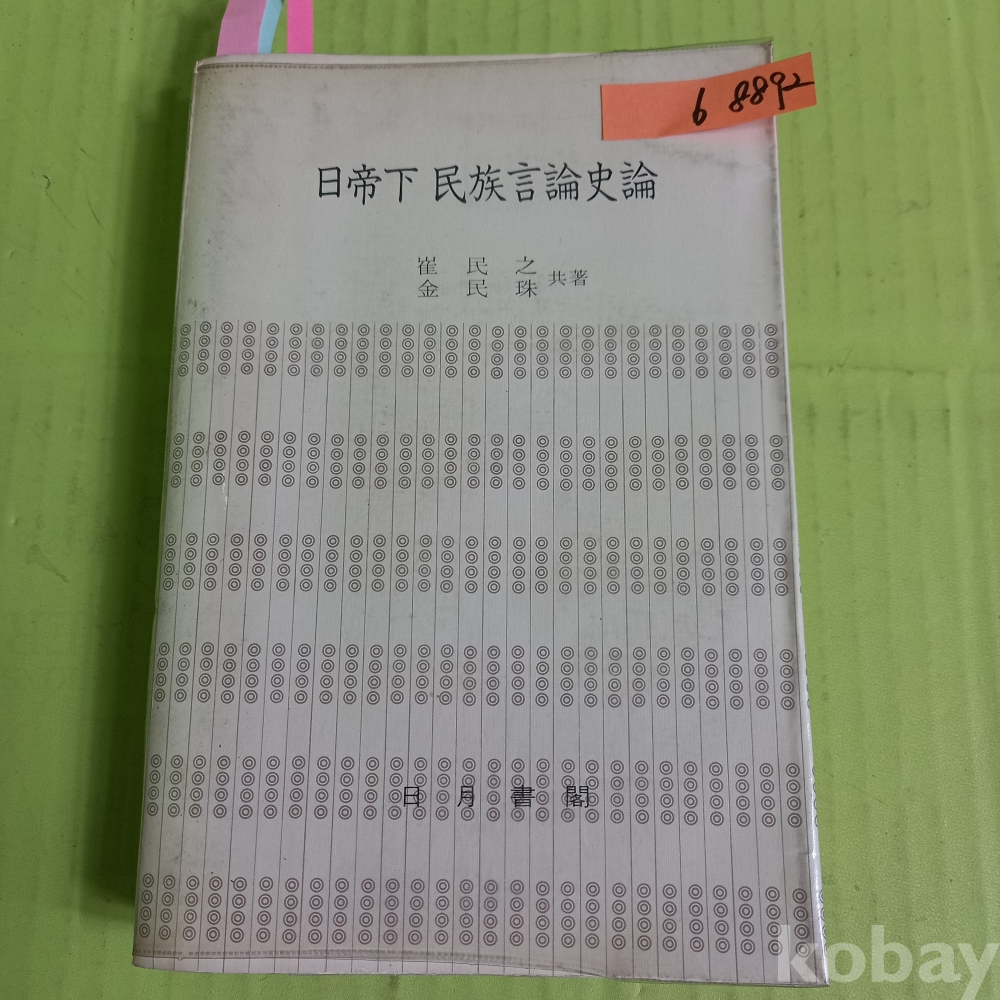 6 8892
日帝下 民族言論史論
崔民之
金民珠 共著
日月書閣
kobay